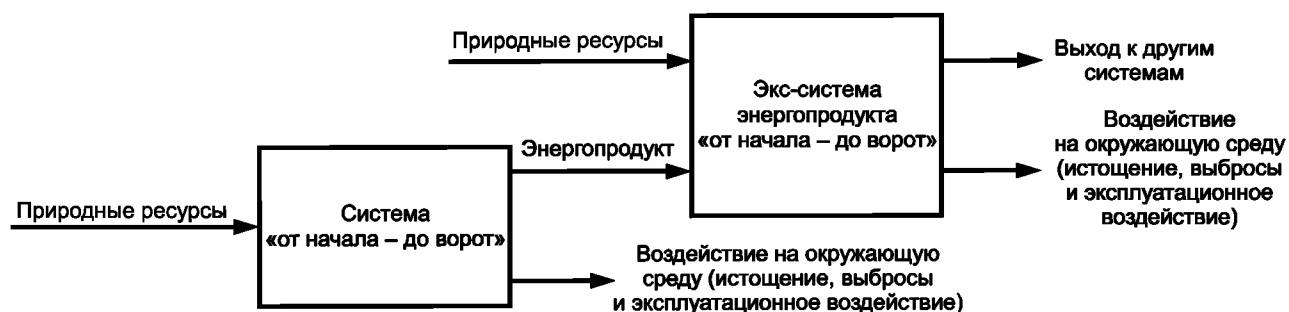 Природные ресурсы
Экс-система
энергопродукта
«от начала – до ворот»
Выход к другим
системам
Воздействие
на окружающую среду
(истощение, выбросы
и эксплуатационное
воздействие)
Энергопродукт
Природные ресурсы
Система
«от начала – до ворот»
Воздействие на окружающую
среду (истощение, выбросы
и эксплуатационное воздействие)